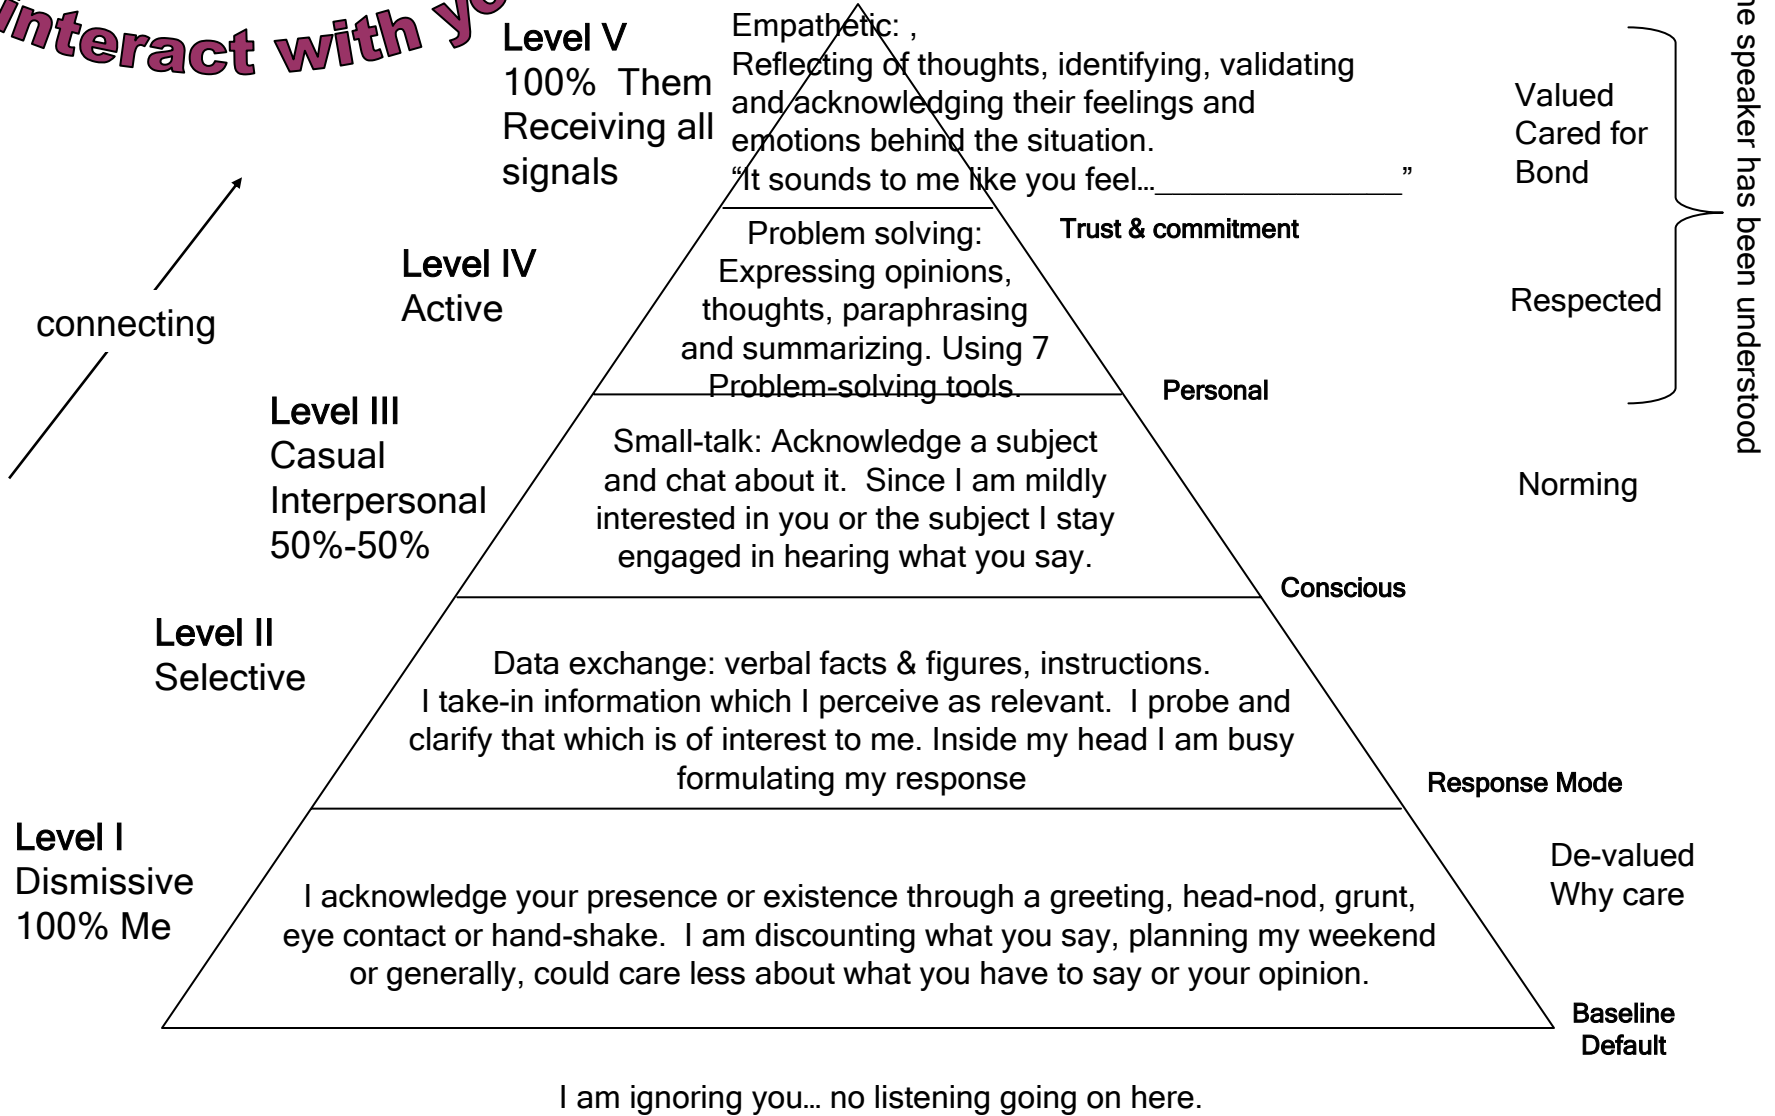 interact with
Level V
100%  Them
Receiving all
signals
Empathetic: ,
Reflecting of thoughts, identifying, validating
and acknowledging their feelings and
emotions behind the situation.
“It sounds to me like you feel…________________”
Valued
Cared for
Bond
speaker has been understood
Trust & commitment
connecting
Level IV
Active
Problem solving:
Expressing opinions,
thoughts, paraphrasing
and summarizing. Using 7
Problem-solving tools.
Respected
Personal
Level III
Casual
Interpersonal
50%-50%
Small-talk: Acknowledge a subject
and chat about it.  Since I am mildly
interested in you or the subject I stay
engaged in hearing what you say.
Norming
Conscious
Level II
Selective
Data exchange: verbal facts & figures, instructions.
I take-in information which I perceive as relevant.  I probe and
clarify that which is of interest to me. Inside my head I am busy
formulating my response
Response Mode
Level I
Dismissive
100% Me
I acknowledge your presence or existence through a greeting, head-nod, grunt,
eye contact or hand-shake.  I am discounting what you say, planning my weekend
or generally, could care less about what you have to say or your opinion.
De-valued
Why care
Baseline
Default
I am ignoring you… no listening going on here.